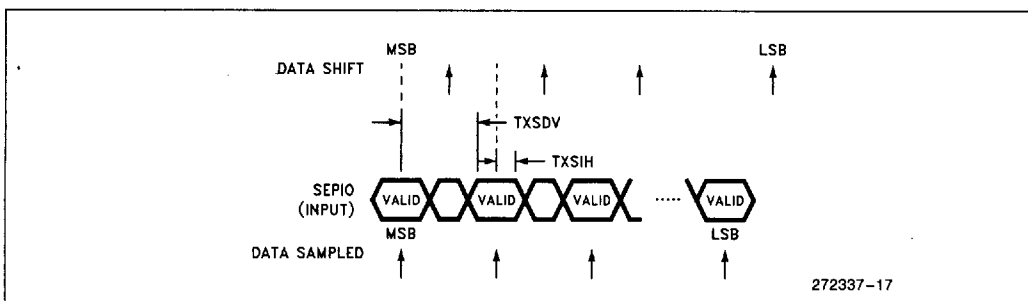 MSB LSB
DATA SHIFT
TXSDV
TXSIH
SEPIO
(INPUT)
VALID VALID VALID ..... VALID
MSB LSB
DATA SAMPLED
272337-17